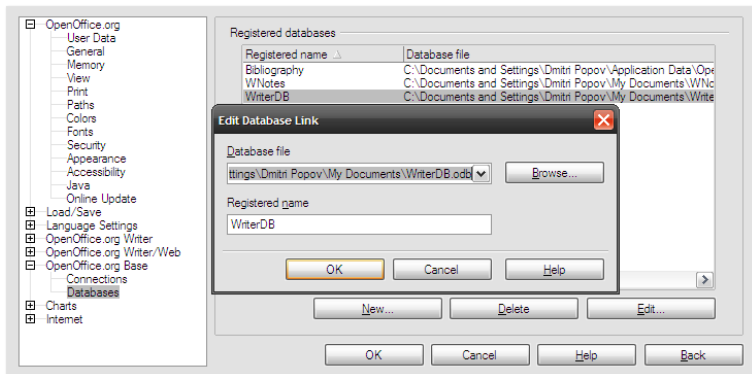 OpenOffice.org
User Data
General
Memory
View
Print
Paths
Colors
Fonts
Security
Appearance
Accessibility
Java
Online Update
Load/Save
Language Settings
OpenOffice.org Writer
OpenOffice.org Writer/Web
OpenOffice.org Base
Connections
Databases
Charts
Internet
Registered databases
Registered name Database file
Bibliography C:\Documents and Settings\Dmitri Popov\Application Data\Ope
WNotes C:\Documents and Settings\Dmitri Popov\My Documents\WNc
WriterDB C:\Documents and Settings\Dmitri Popov\My Documents\Write
Edit Database Link
Database file
ttings\Dmitri Popov\My Documents\WriterDB.odb Browse...
Registered name
WriterDB
OK Cancel Help
New... Delete Edit...
OK Cancel Help Back